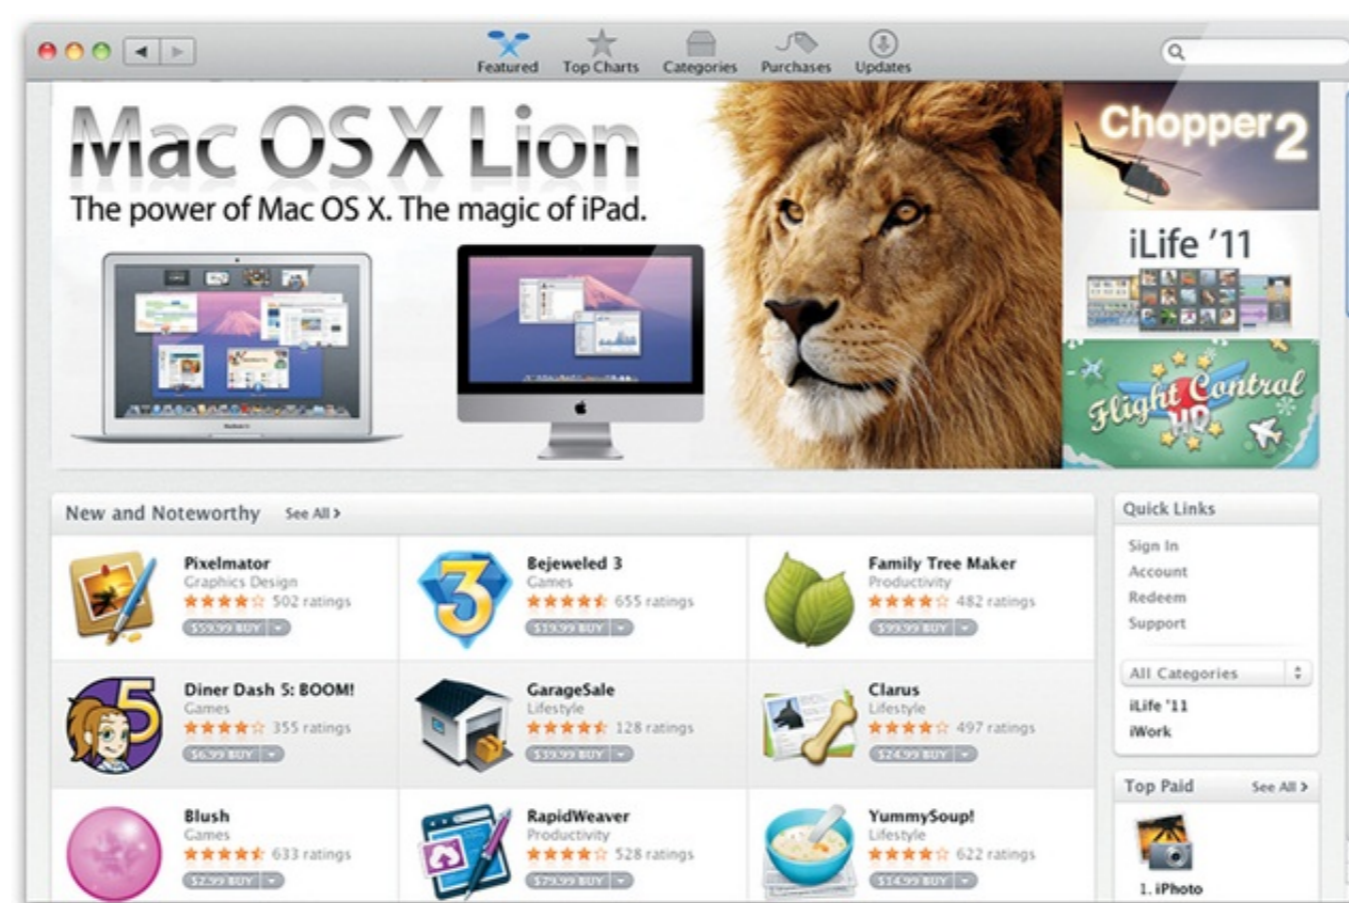 Featured Top Charts Categories Purchases Updates
Mac OS X Lion
The power of Mac OS X. The magic of iPad.
Chopper 2
iLife '11
Flight Control
HD
New and Noteworthy See All >
Pixelmator
Graphics Design
502 ratings
$59.99 BUY
Bejeweled 3
Games
655 ratings
$19.99 BUY
Family Tree Maker
Productivity
482 ratings
$99.99 BUY
Diner Dash 5: BOOM!
Games
355 ratings
$6.99 BUY
GarageSale
Lifestyle
128 ratings
$39.99 BUY
Clarus
Lifestyle
497 ratings
$24.99 BUY
Blush
Games
633 ratings
$2.99 BUY
RapidWeaver
Productivity
528 ratings
$79.99 BUY
YummySoup!
Lifestyle
622 ratings
BUY
Quick Links
Sign In
Account
Redeem
Support
All Categories
iLife '11
iWork
Top Paid See All >
1. iPhoto